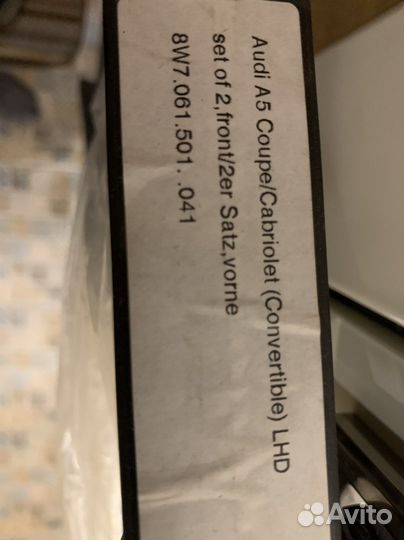 Audi A5 Coupe/Cabriolet (Convertible) LHD
set of 2,front/2er Satz,vorne
8W7.061.501. .041
Avito